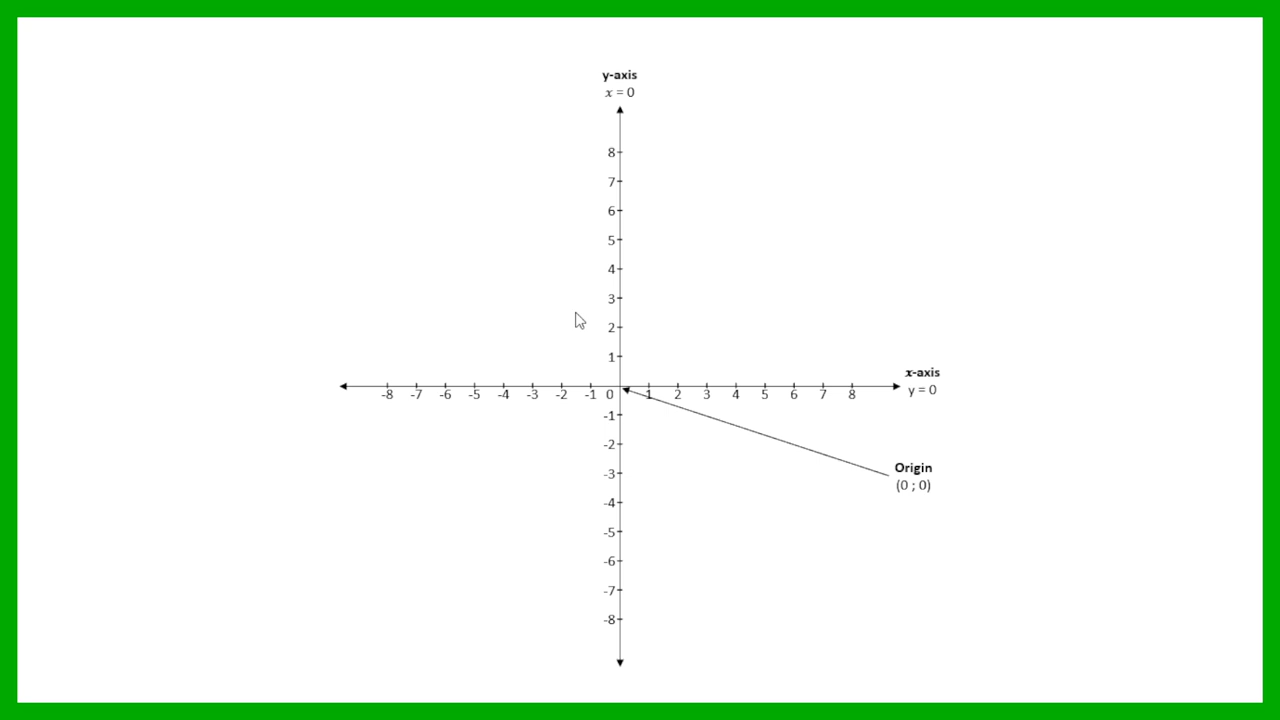 y-axis
x = 0
8
7
6
5
4
3
2
1
x-axis
y = 0
-8 -7 -6 -5 -4 -3 -2 -1 0 1 2 3 4 5 6 7 8
-1
-2
-3
-4
-5
-6
-7
-8
Origin
(0 ; 0)